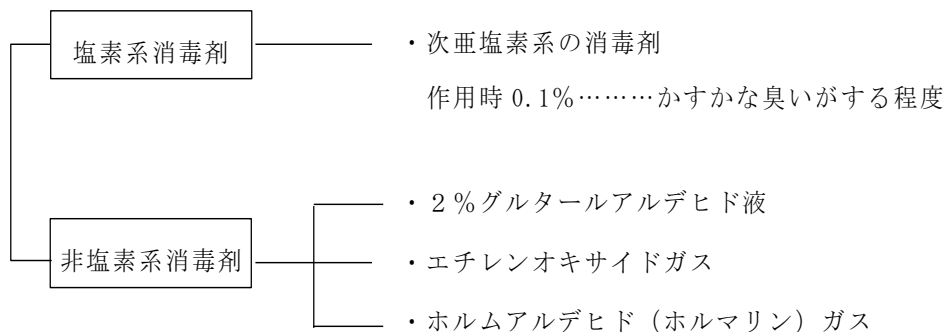 塩素系消毒剤
・次亜塩素系の消毒剤
作用時 0.1%………かすかな臭いがする程度
非塩素系消毒剤
・２%グルタールアルデヒド液
・エチレンオキサイドガス
・ホルムアルデヒド（ホルマリン）ガス